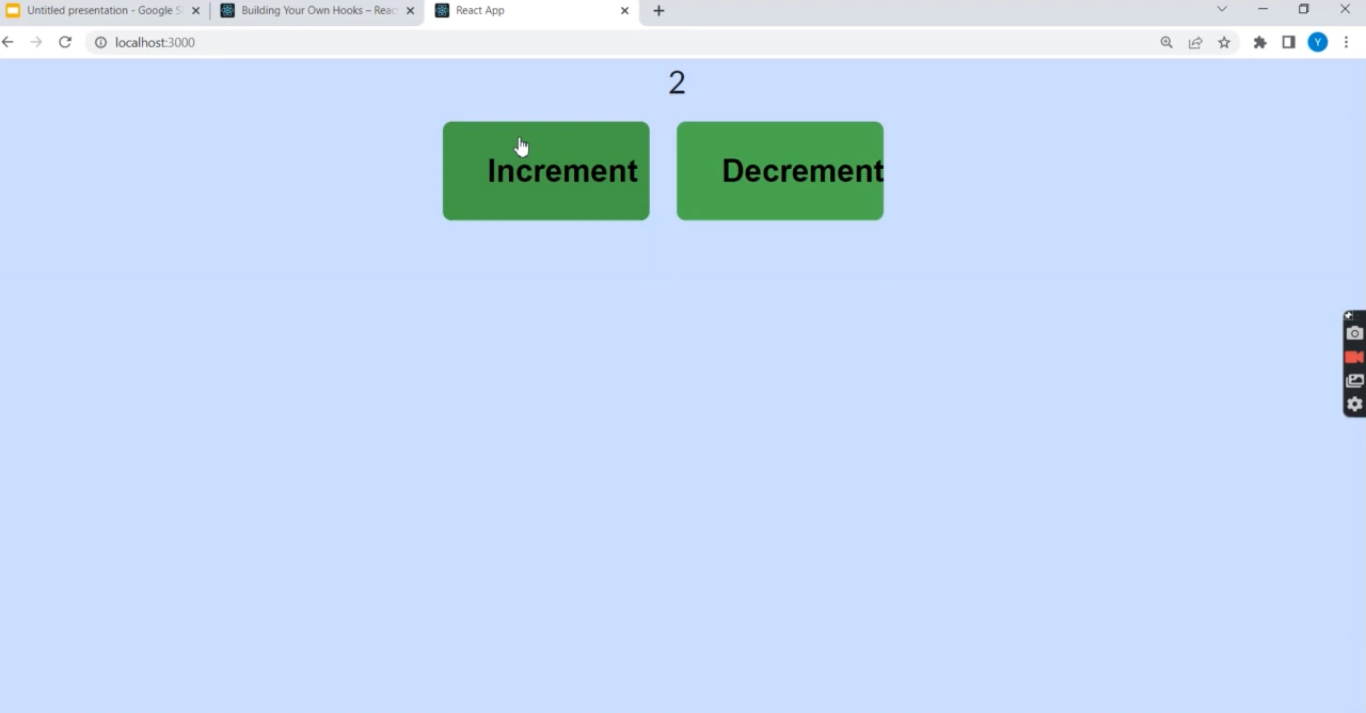 Untitled presentation - Google S
Building Your Own Hooks – Reac
React App
localhost:3000
Y
2
Increment
Decrement